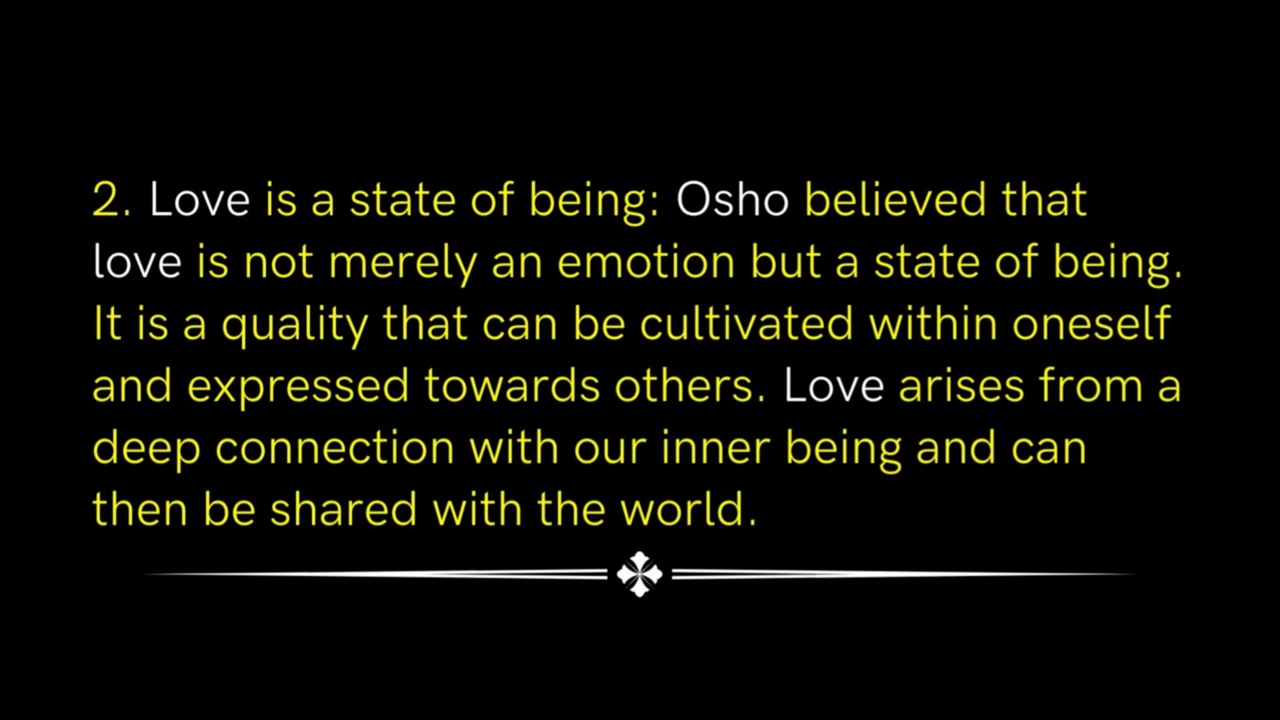 2. Love is a state of being: Osho believed that
love is not merely an emotion but a state of being.
It is a quality that can be cultivated within oneself
and expressed towards others. Love arises from a
deep connection with our inner being and can
then be shared with the world.